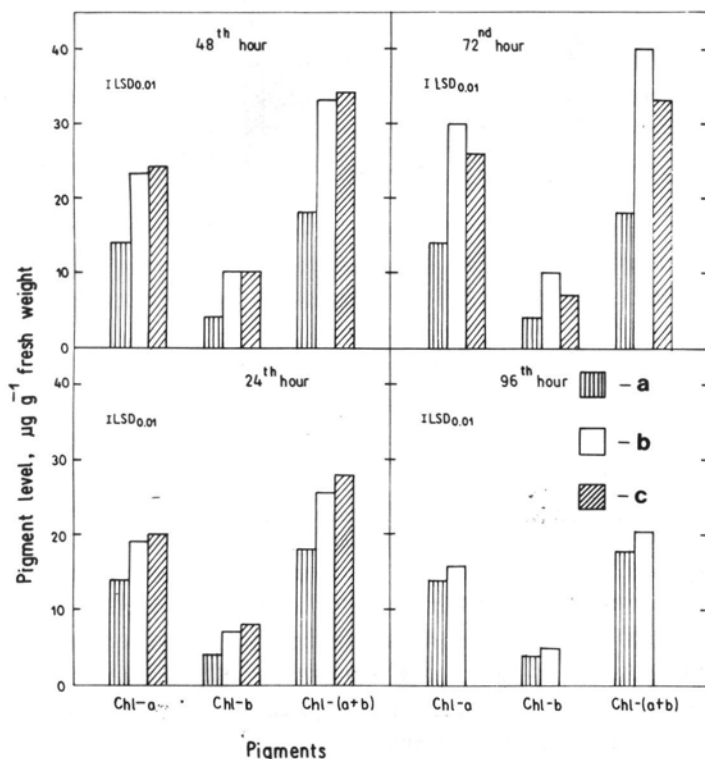 48th hour
72nd hour
I LSD0.01
I LSD0.01
40
30
20
10
0
24th hour
96th hour
I LSD0.01
I LSD0.01
- a
- b
- c
40
30
20
10
0
Chl-a
Chl-b
Chl-(a+b)
Chl-a
Chl-b
Chl-(a+b)
Pigments
Pigment level, µg g⁻¹ fresh weight